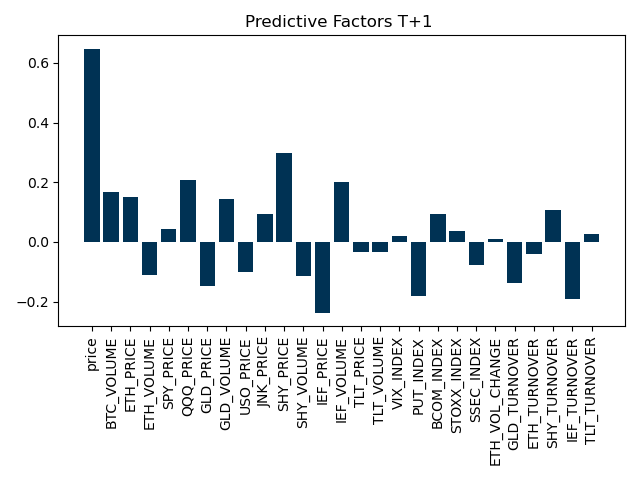 Predictive Factors T+1
0.6
0.4
0.2
0.0
−0.2
price
BTC_VOLUME
ETH_PRICE
ETH_VOLUME
SPY_PRICE
QQQ_PRICE
GLD_PRICE
GLD_VOLUME
USO_PRICE
JNK_PRICE
SHY_PRICE
SHY_VOLUME
IEF_PRICE
IEF_VOLUME
TLT_PRICE
TLT_VOLUME
VIX_INDEX
PUT_INDEX
BCOM_INDEX
STOXX_INDEX
SSEC_INDEX
ETH_VOL_CHANGE
GLD_TURNOVER
ETH_TURNOVER
SHY_TURNOVER
IEF_TURNOVER
TLT_TURNOVER